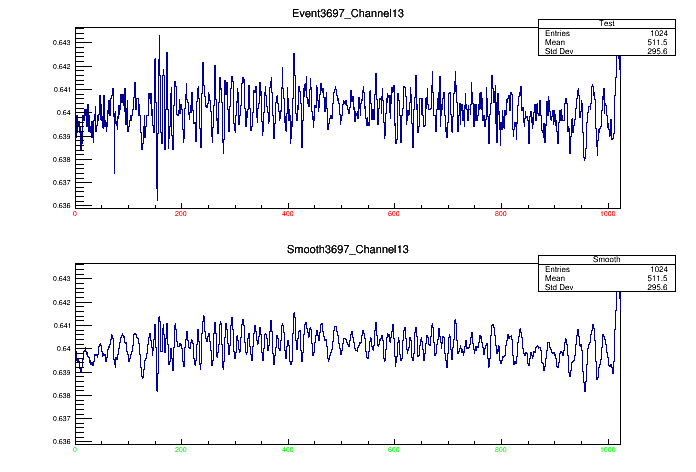 Event3697_Channel13
Test
Entries 1024
Mean 511.5
Std Dev 295.6
0.643
0.642
0.641
0.64
0.639
0.638
0.637
0.636
0 200 400 600 800 1000
Smooth3697_Channel13
Smooth
Entries 1024
Mean 511.5
Std Dev 295.6
0.643
0.642
0.641
0.64
0.639
0.638
0.637
0.636
0 200 400 600 800 1000